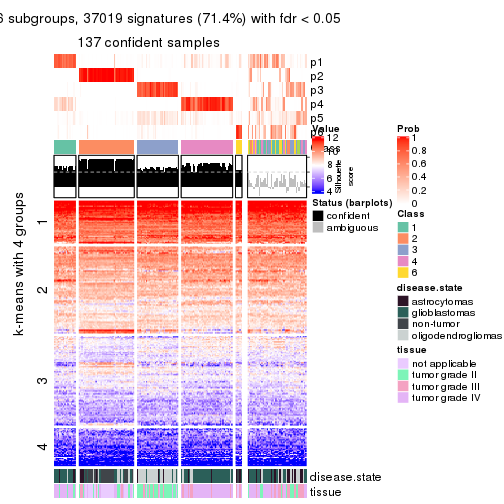 6 subgroups, 37019 signatures (71.4%) with fdr < 0.05
137 confident samples
p1
p2
p3
p4
p5
k-means with 4 groups
1
2
3
4
Value
12
10
8
6
4
Silhouette
score
Status (barplots)
confident
ambiguous
Prob
1
0.8
0.6
0.4
0.2
0
Class
1
2
3
4
6
disease.state
astrocytomas
glioblastomas
non-tumor
oligodendrogliomas
tissue
not applicable
tumor grade II
tumor grade III
tumor grade IV
disease.state
tissue